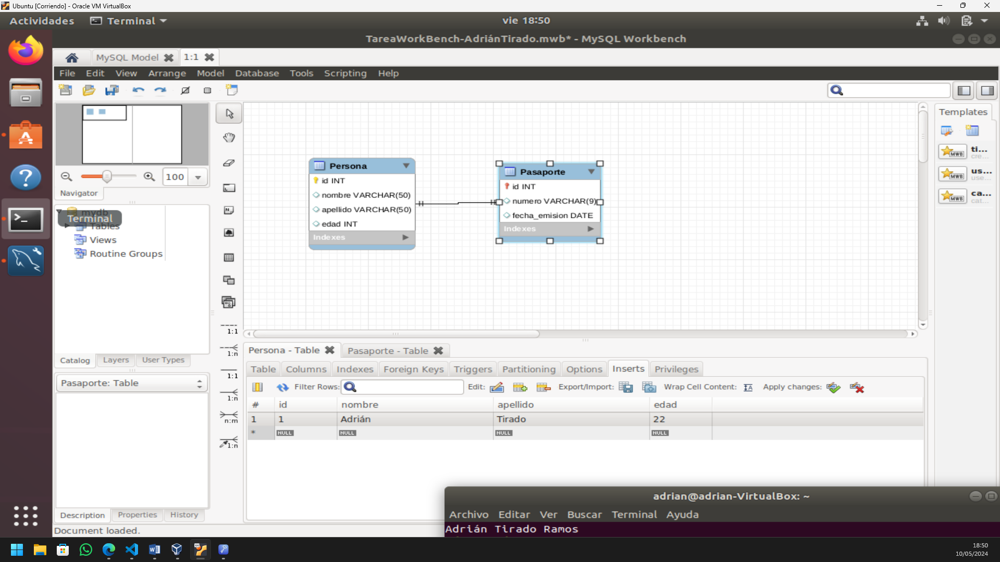 Ubuntu [Corriendo] - Oracle VM VirtualBox
Actividades Terminal vie 18:50
TareaWorkBench-AdriánTirado.mwb* - MySQL Workbench
MySQL Model 1:1
File Edit View Arrange Model Database Tools Scripting Help
100
Navigator
mydb
Terminal
Tables
Views
Routine Groups
Catalog Layers User Types
Pasaporte: Table
Description Properties History
Document loaded.
1:1
1:n
1:1
1:n
n:m
1:n
Persona
id INT
nombre VARCHAR(50)
apellido VARCHAR(50)
edad INT
Indexes
Pasaporte
id INT
numero VARCHAR(9)
fecha_emision DATE
Indexes
Templates
MWB ti...
cre...
MWB us...
use...
MWB ca...
cat...
Persona - Table Pasaporte - Table
Table Columns Indexes Foreign Keys Triggers Partitioning Options Inserts Privileges
Filter Rows: Edit: Export/Import: Wrap Cell Content: Apply changes:
# id nombre apellido edad
1 1 Adrián Tirado 22
* NULL NULL NULL NULL
adrian@adrian-VirtualBox: ~
Archivo Editar Ver Buscar Terminal Ayuda
Adrián Tirado Ramos
18:50
10/05/2024